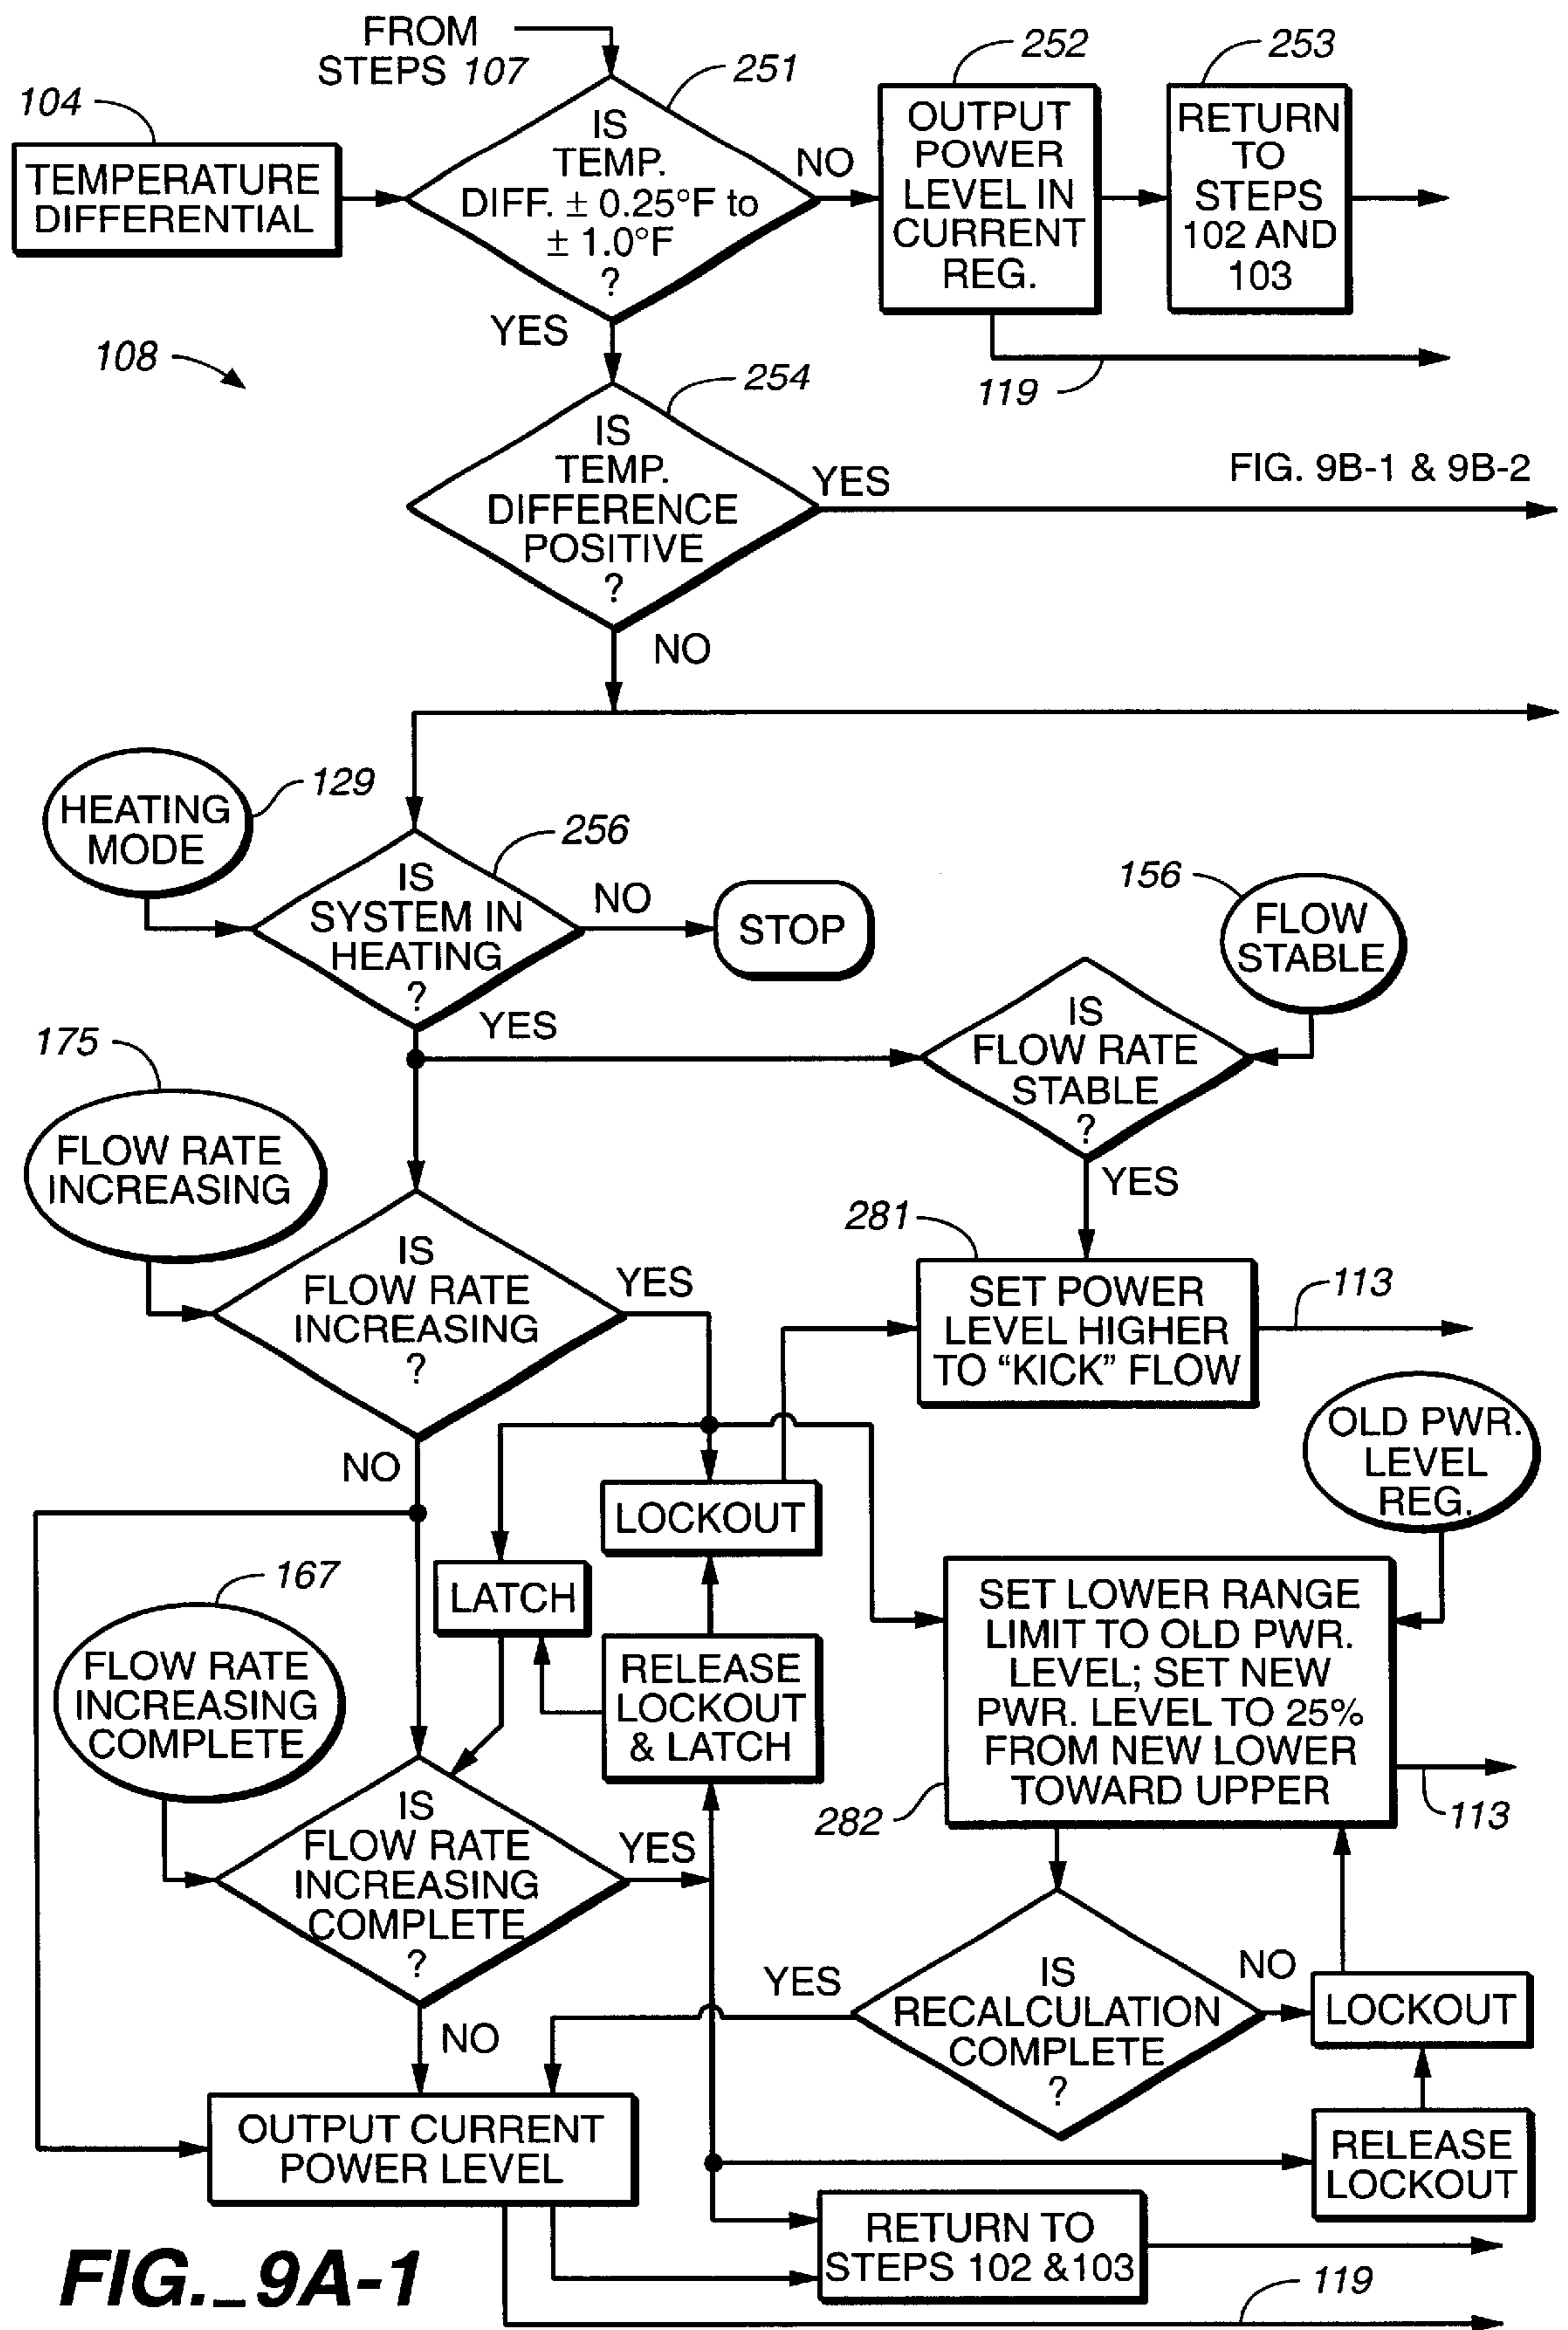 FROM
STEPS 107
251
252
253
104
TEMPERATURE
DIFFERENTIAL
IS
TEMP.
DIFF. ± 0.25°F to
± 1.0°F
?
NO
OUTPUT
POWER
LEVEL IN
CURRENT
REG.
RETURN
TO
STEPS
102 AND
103
YES
108
119
254
IS
TEMP.
DIFFERENCE
POSITIVE
?
YES
FIG. 9B-1 & 9B-2
NO
HEATING
MODE
129
256
IS
SYSTEM IN
HEATING
?
NO
STOP
156
FLOW
STABLE
YES
IS
FLOW RATE
STABLE
?
175
FLOW RATE
INCREASING
YES
IS
FLOW RATE
INCREASING
?
YES
281
SET POWER
LEVEL HIGHER
TO “KICK” FLOW
113
NO
OLD PWR.
LEVEL
REG.
LOCKOUT
167
LATCH
FLOW RATE
INCREASING
COMPLETE
RELEASE
LOCKOUT
& LATCH
SET LOWER RANGE
LIMIT TO OLD PWR.
LEVEL; SET NEW
PWR. LEVEL TO 25%
FROM NEW LOWER
TOWARD UPPER
282
113
IS
FLOW RATE
INCREASING
COMPLETE
?
YES
NO
YES
IS
RECALCULATION
COMPLETE
?
NO
LOCKOUT
OUTPUT CURRENT
POWER LEVEL
RELEASE
LOCKOUT
RETURN TO
STEPS 102 &103
119
FIG._9A-1